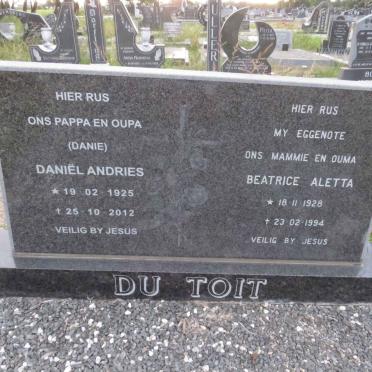 HIER RUS
ONS PAPPA EN OUPA
(DANIE)
DANIËL ANDRIES
★ 19·02·1925
† 25·10·2012
VEILIG BY JESUS
HIER RUS
MY EGGENOTE
ONS MAMMIE EN OUMA
BEATRICE ALETTA
★ 18·11·1928
† 23·02·1994
VEILIG BY JESUS
DU TOIT